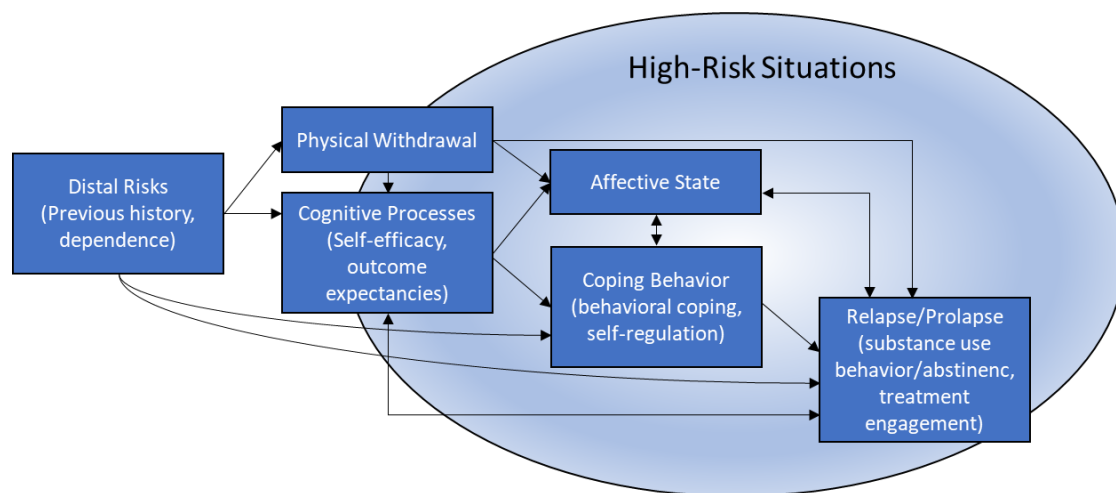 High-Risk Situations
Physical Withdrawal
Distal Risks
(Previous history,
dependence)
Cognitive Processes
(Self-efficacy,
outcome
expectancies)
Affective State
Coping Behavior
(behavioral coping,
self-regulation)
Relapse/Prolapse
(substance use
behavior/abstinenc,
treatment
engagement)